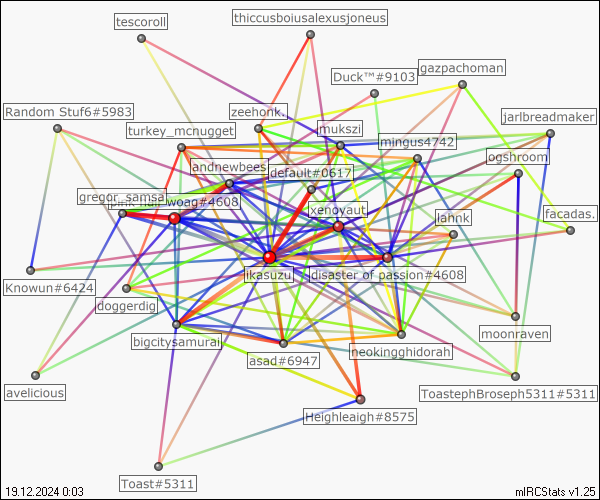 tescoroll
thiccusboiusalexusjoneus
Duck™#9103
gazpachoman
Random Stuf6#5983
zeehonk.
jarlbreadmaker
turkey_mcnugget
mukszi
mingus4742
ogshroom
andnewbees
default#0617
gregor_samsa
woag#4608
xenovaut
lannk
facadas.
ikasuzu
disaster of passion#4608
Knowun#6424
doggerdig
moonraven
bigcitysamurai
asad#6947
neokingghidorah
avelicious
ToastephBroseph5311#5311
Heighleaigh#8575
Toast#5311
19.12.2024 0:03
mIRCStats v1.25